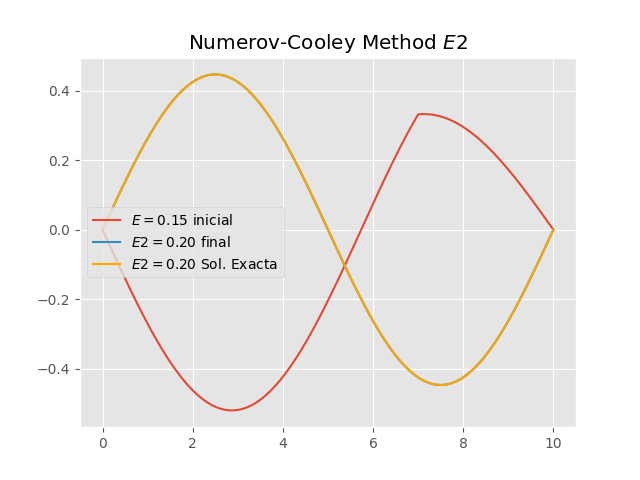 Numerov-Cooley Method E2
0.4
0.2
0.0
−0.2
−0.4
E = 0.15 inicial
E2 = 0.20 final
E2 = 0.20 Sol. Exacta
0 2 4 6 8 10